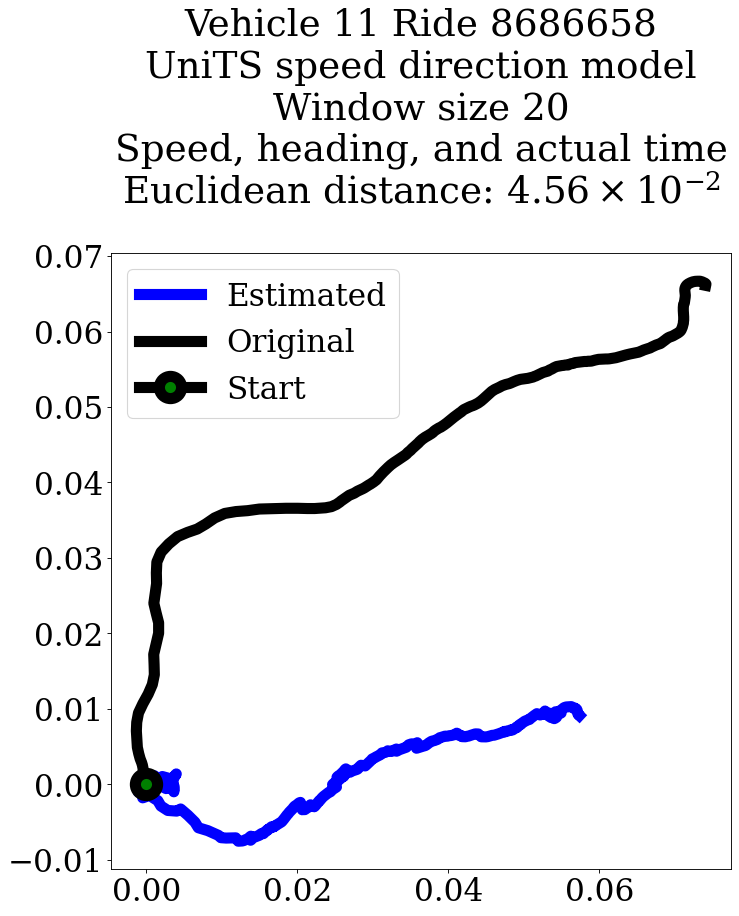 Vehicle 11 Ride 8686658
UniTS speed direction model
Window size 20
Speed, heading, and actual time
Euclidean distance: 4.56 × 10⁻²
0.07
0.06
0.05
0.04
0.03
0.02
0.01
0.00
−0.01
Estimated
Original
Start
0.00 0.02 0.04 0.06